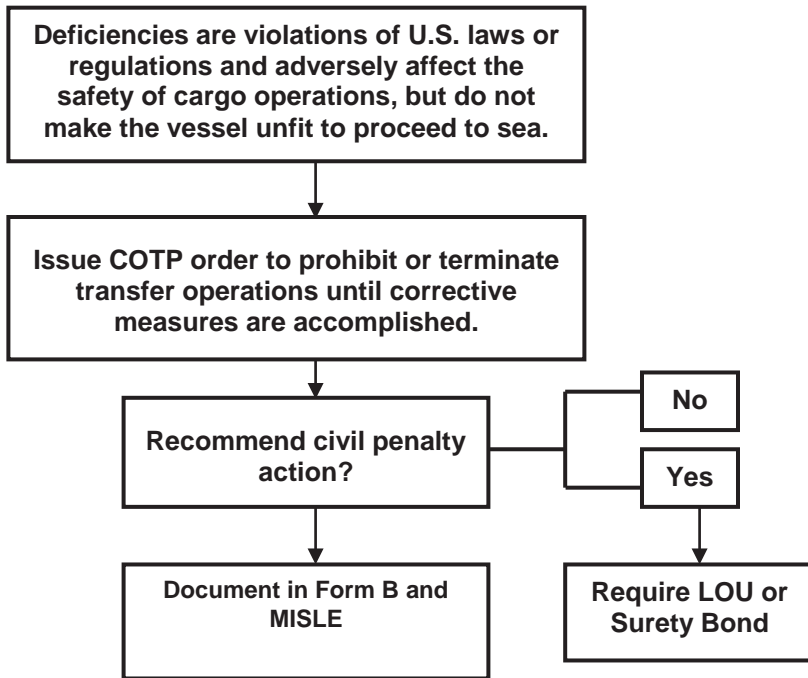 Deficiencies are violations of U.S. laws or
regulations and adversely affect the
safety of cargo operations, but do not
make the vessel unfit to proceed to sea.
Issue COTP order to prohibit or terminate
transfer operations until corrective
measures are accomplished.
Recommend civil penalty
action?
No
Yes
Document in Form B and
MISLE
Require LOU or
Surety Bond